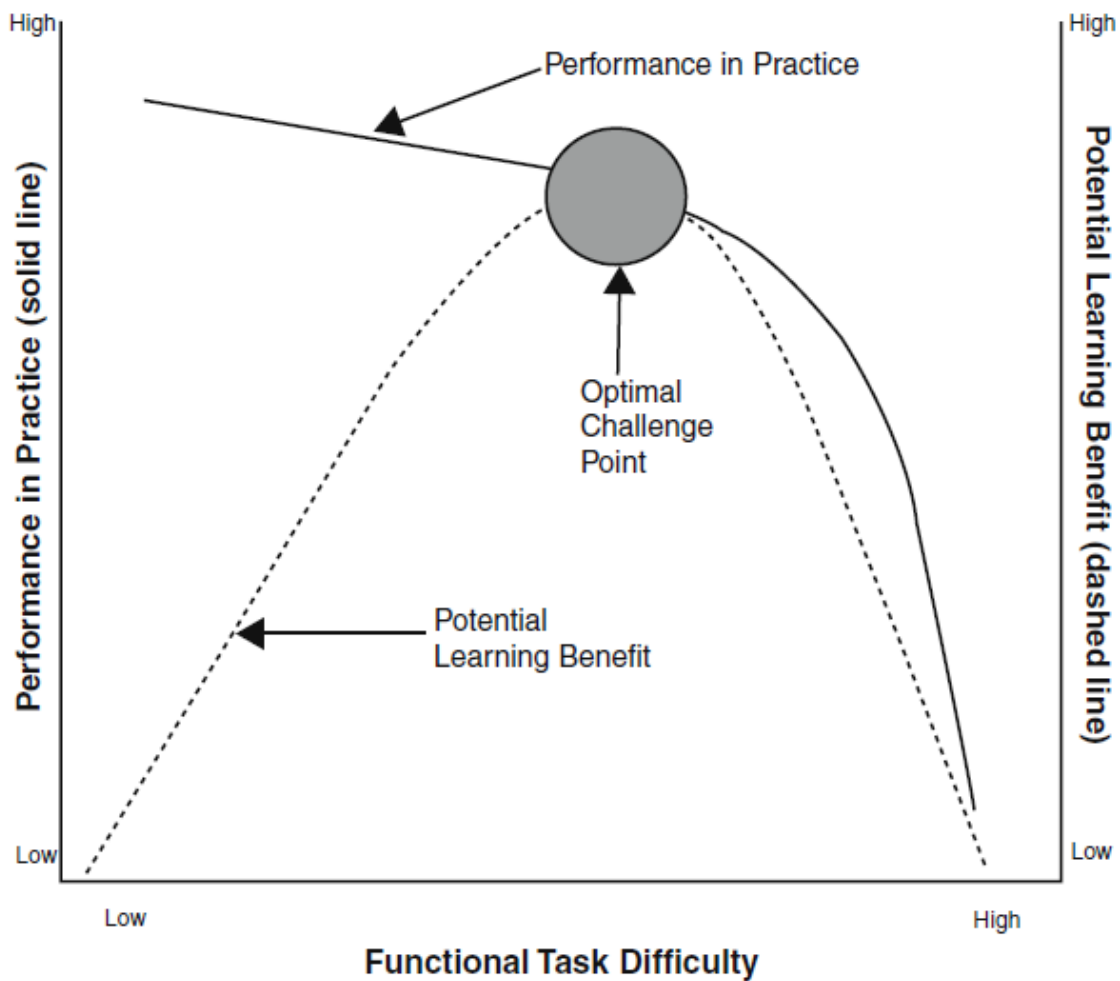 High
High
Performance in Practice
Performance in Practice (solid line)
Potential Learning Benefit (dashed line)
Optimal
Challenge
Point
Potential
Learning Benefit
Low
Low
Low
High
Functional Task Difficulty